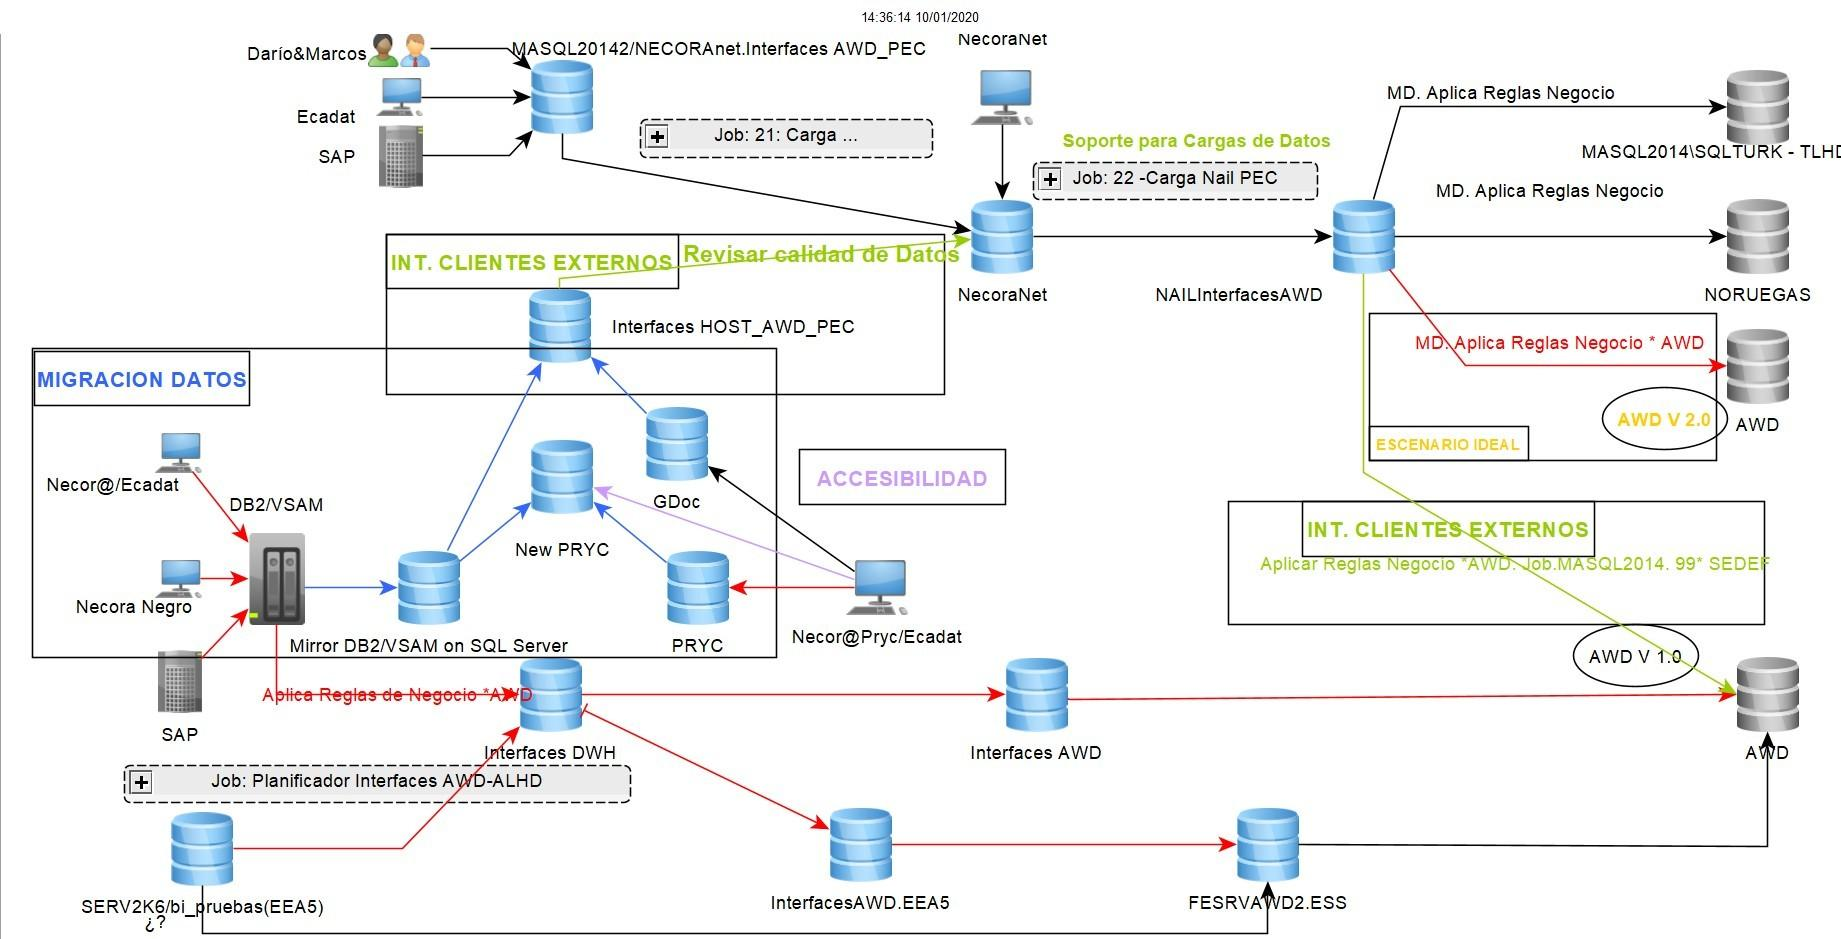 14:36:14 10/01/2020
Darío&Marcos
MASQL20142/NECORAnet.Interfaces AWD_PEC
NecoraNet
Ecadat
SAP
Job: 21: Carga ...
Soporte para Cargas de Datos
Job: 22 -Carga Nail PEC
MD. Aplica Reglas Negocio
MASQL2014\SQLTURK - TLHD
MD. Aplica Reglas Negocio
INT. CLIENTES EXTERNOS
Revisar calidad de Datos
NecoraNet
NAILInterfacesAWD
NORUEGAS
Interfaces HOST_AWD_PEC
MD. Aplica Reglas Negocio * AWD
MIGRACION DATOS
AWD V 2.0
AWD
ESCENARIO IDEAL
Necor@/Ecadat
DB2/VSAM
GDoc
ACCESIBILIDAD
New PRYC
INT. CLIENTES EXTERNOS
Aplicar Reglas Negocio *AWD. Job.MASQL2014. 99* SEDEF
Necora Negro
Mirror DB2/VSAM on SQL Server
PRYC
Necor@Pryc/Ecadat
AWD V 1.0
Aplica Reglas de Negocio *AWD
SAP
Interfaces DWH
Interfaces AWD
AWD
Job: Planificador Interfaces AWD-ALHD
SERV2K6/bi_pruebas(EEA5)
¿?
InterfacesAWD.EEA5
FESRVAWD2.ESS